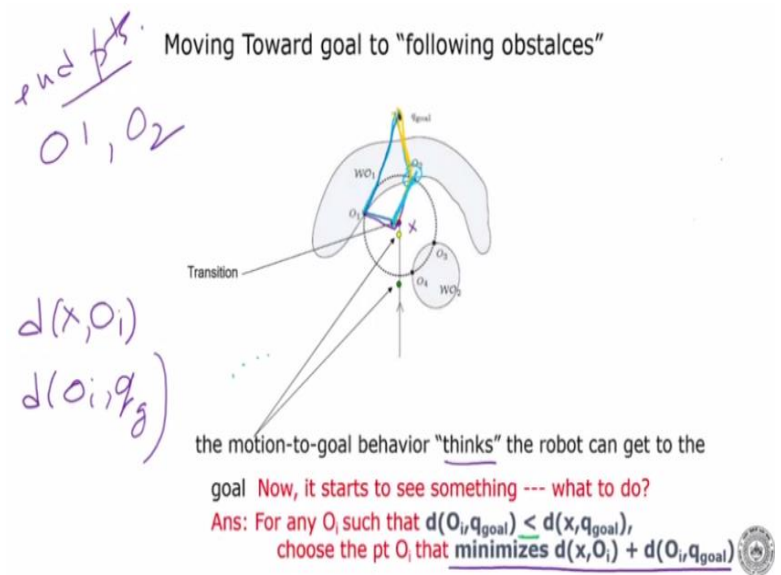 end pts.
O1, O2
Moving Toward goal to “following obstalces”
qgoal
O2
WO1
O1
x
O3
O4
WO2
Transition
d(x,Oi)
d(Oi,qg)
the motion-to-goal behavior “thinks” the robot can get to the
goal Now, it starts to see something --- what to do?
Ans: For any Oi such that d(Oi,qgoal) < d(x,qgoal),
choose the pt Oi that minimizes d(x,Oi) + d(Oi,qgoal)